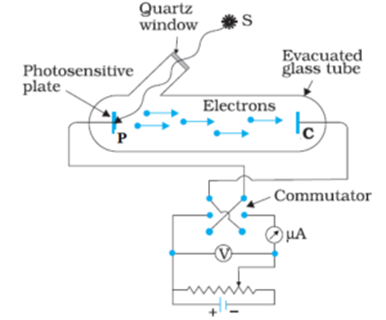 Quartz
window
S
Evacuated
glass tube
Photosensitive
plate
Electrons
P
C
Commutator
μA
V
+ −